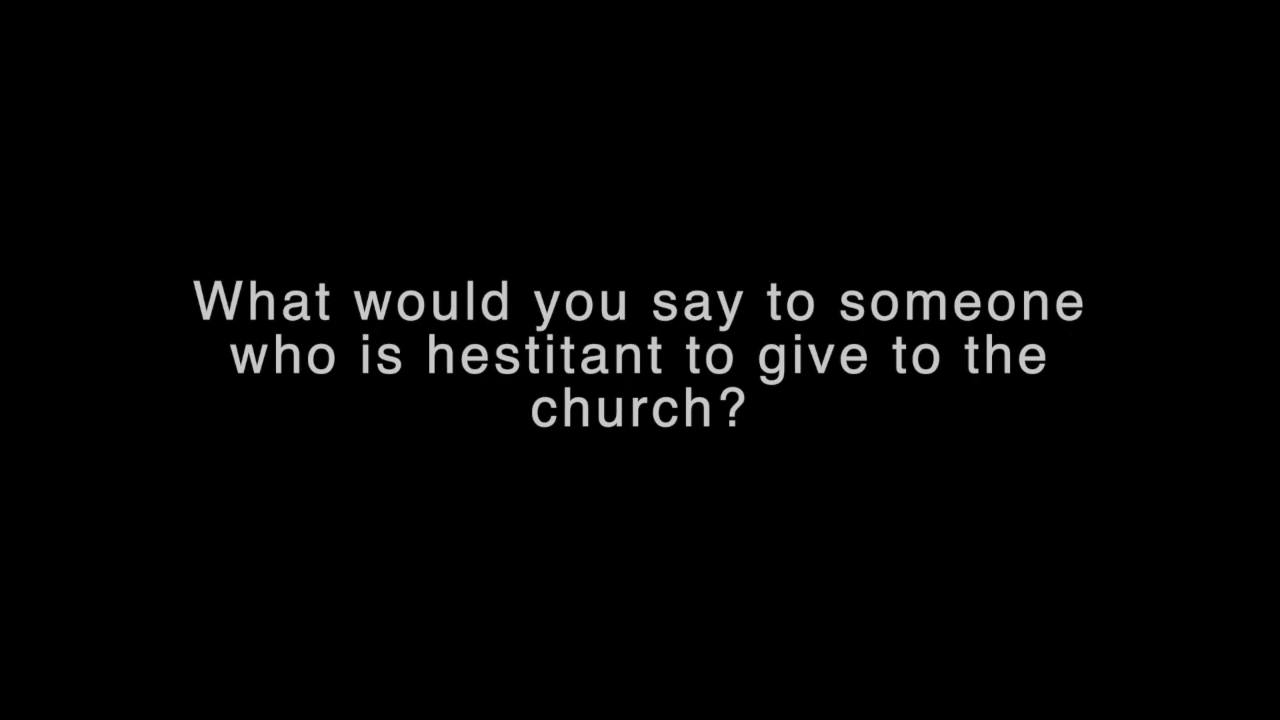 What would you say to someone
who is hestitant to give to the
church?